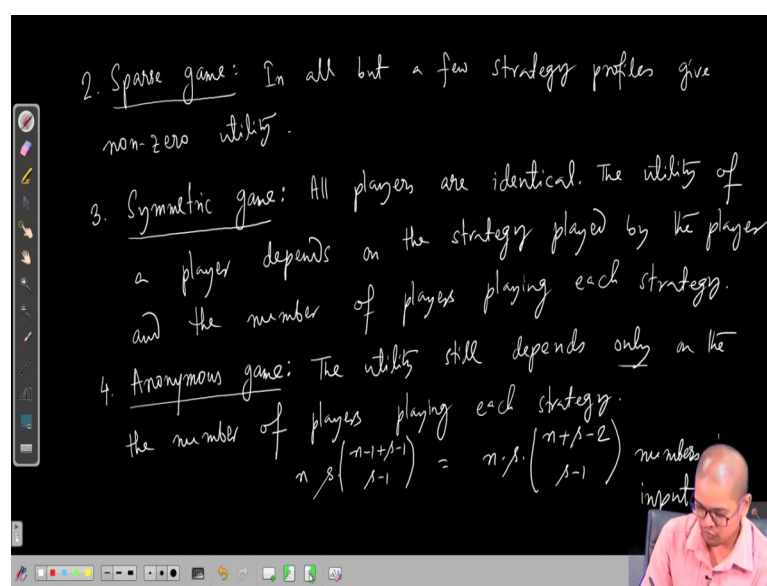 2. Sparse game: In all but a few strategy profiles give
non-zero utility.
3. Symmetric game: All players are identical. The utility of
a player depends on the strategy played by the player
and the number of players playing each strategy.
4. Anonymous game: The utility still depends only on the
the number of players playing each strategy.
n s (n-1+s-1 s-1) = n·s·(n+s-2 s-1) numbers
input